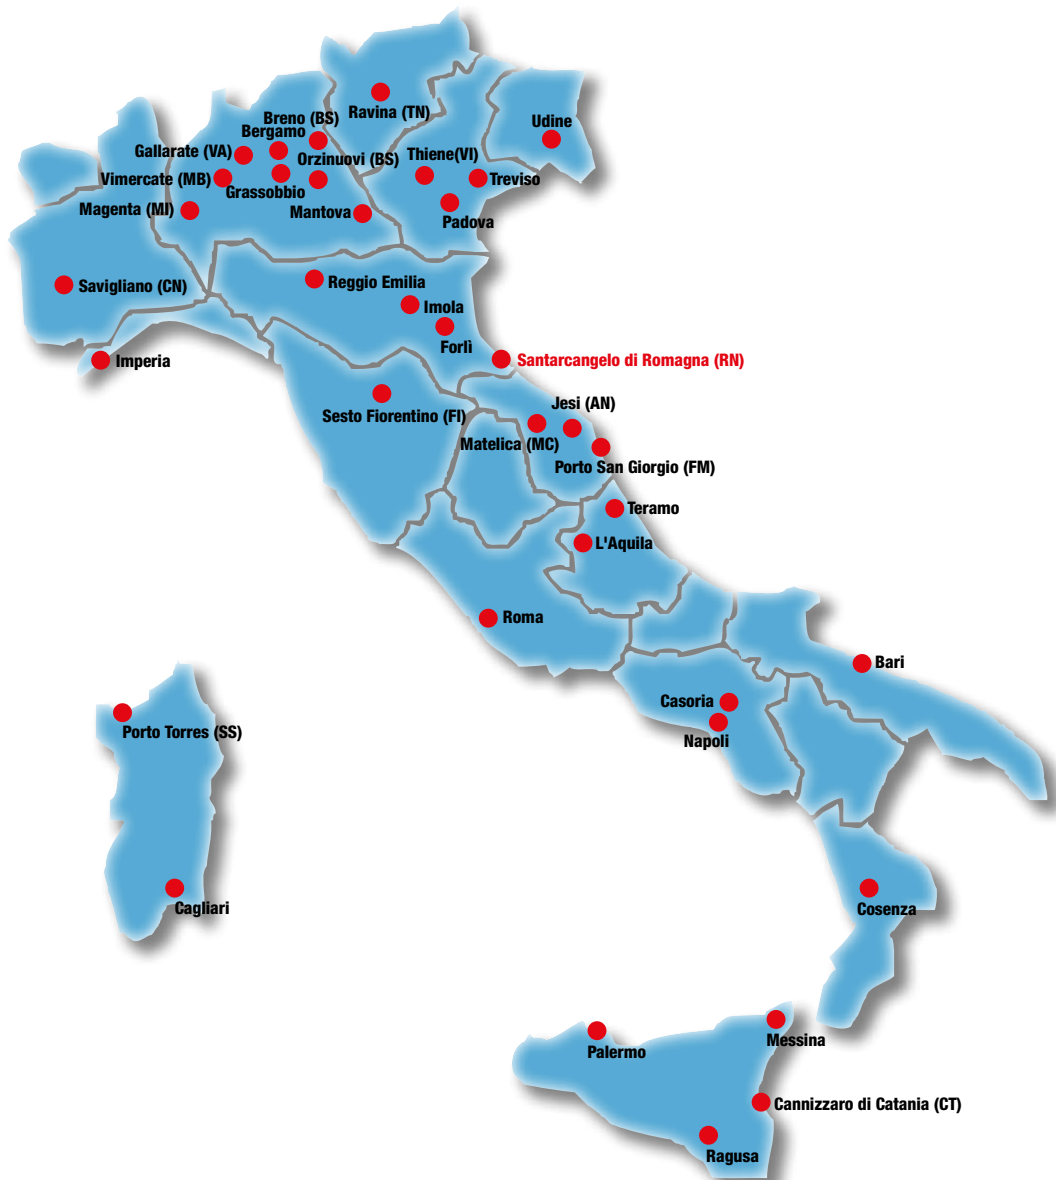 Ravina (TN)
Breno (BS)
Bergamo
Udine
Gallarate (VA)
Orzinuovi (BS)
Thiene(VI)
Vimercate (MB)
Grassobbio
Treviso
Magenta (MI)
Mantova
Padova
Savigliano (CN)
Reggio Emilia
Imola
Forlì
Imperia
Santarcangelo di Romagna (RN)
Sesto Fiorentino (FI)
Jesi (AN)
Matelica (MC)
Porto San Giorgio (FM)
Teramo
L'Aquila
Roma
Bari
Casoria
Napoli
Porto Torres (SS)
Cagliari
Cosenza
Messina
Palermo
Cannizzaro di Catania (CT)
Ragusa